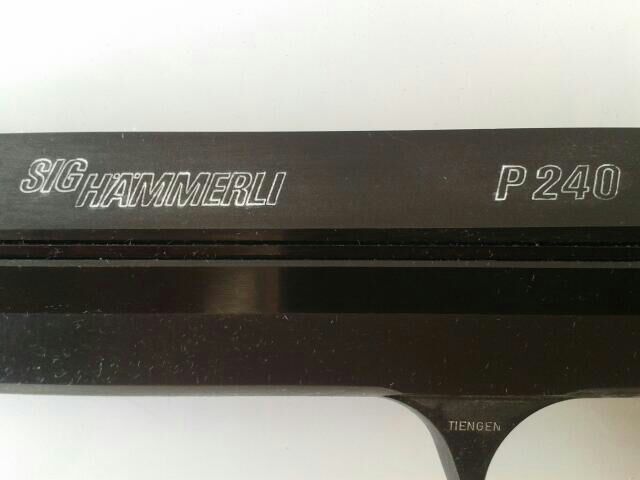 SIG HÄMMERLI
P 240
TIENGEN